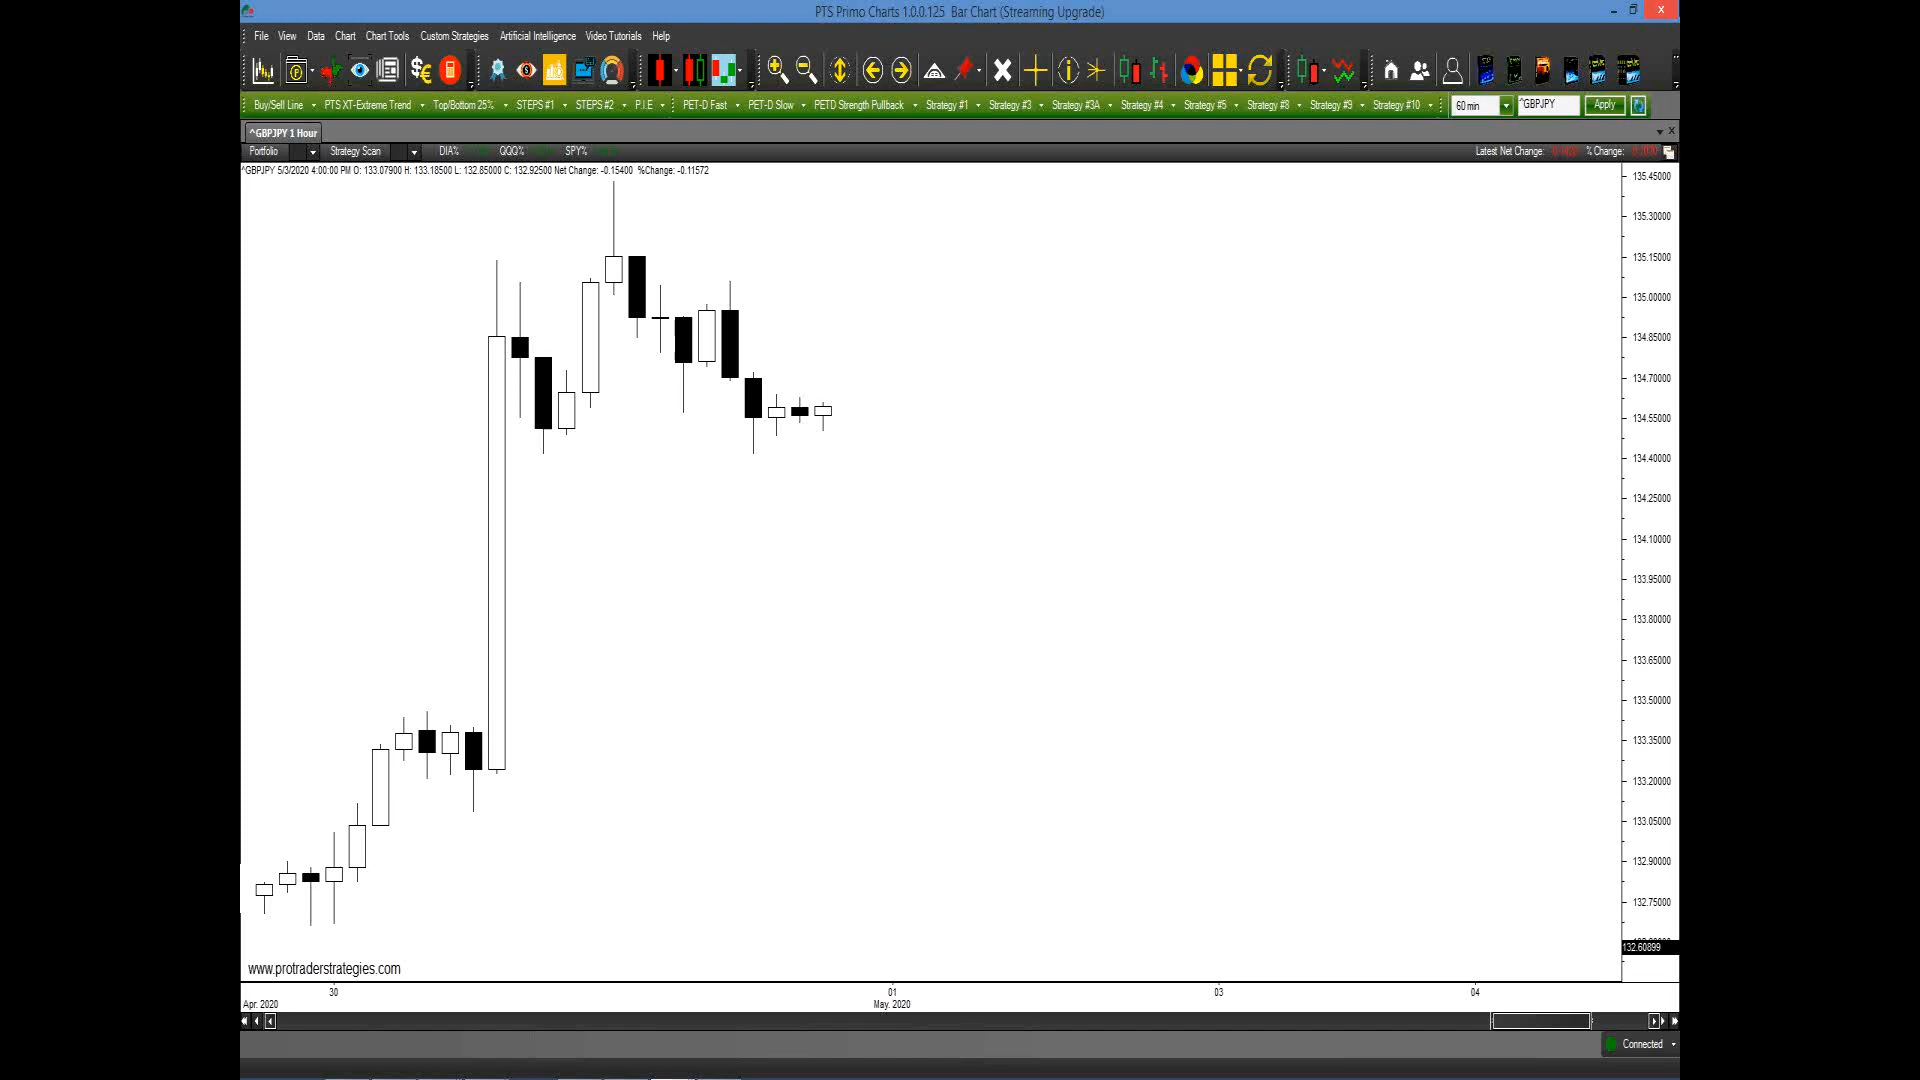 PTS Primo Charts 1.0.0.125 Bar Chart (Streaming Upgrade)
File View Data Chart Chart Tools Custom Strategies Artificial Intelligence Video Tutorials Help
Buy/Sell Line PTS XT-Extreme Trend Top/Bottom 25% STEPS #1 STEPS #2 P.I.E PET-D Fast PET-D Slow PETD Strength Pullback Strategy #1 Strategy #3 Strategy #3A Strategy #4 Strategy #5 Strategy #8 Strategy #9 Strategy #10 60 min ^GBPJPY Apply
^GBPJPY 1 Hour
Portfolio Strategy Scan DIA% QQQ% SPY% Latest Net Change: % Change:
^GBPJPY 5/3/2020 4:00:00 PM O: 133.07900 H: 133.18500 L: 132.85000 C: 132.92500 Net Change: -0.15400 %Change: -0.11572
135.45000
135.30000
135.15000
135.00000
134.85000
134.70000
134.55000
134.40000
134.25000
134.10000
133.95000
133.80000
133.65000
133.50000
133.35000
133.20000
133.05000
132.90000
132.75000
132.60899
www.protraderstrategies.com
30 01 03 04
Apr. 2020 May. 2020
Connected